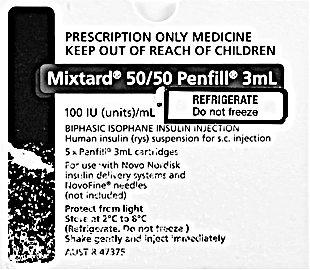 PRESCRIPTION ONLY MEDICINE
KEEP OUT OF REACH OF CHILDREN
Mixtard® 50/50 Penfill® 3mL
100 IU (units)/mL
REFRIGERATE
Do not freeze
BIPHASIC ISOPHANE INSULIN INJECTION
Human insulin (rys) suspension for s.c. injection
5 x Penfill® 3mL cartridges
For use with Novo Nordisk
insulin delivery systems and
NovoFine® needles
(not included)
Protect from light
Store at 2°C to 8°C
(Refrigerate. Do not freeze)
Shake gently and inject immediately
AUST R 47375